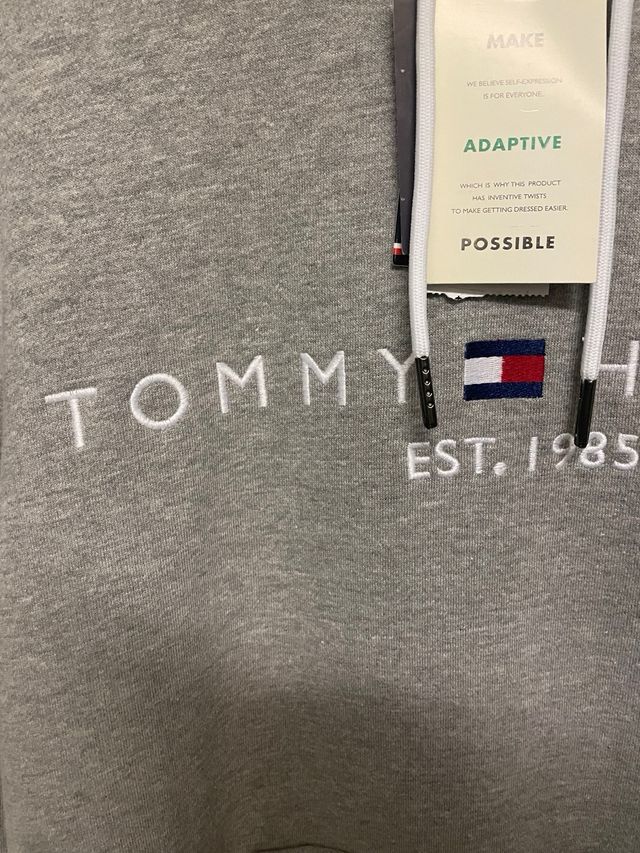 MAKE
WE BELIEVE SELF-EXPRESSION
IS FOR EVERYONE.
ADAPTIVE
WHICH IS WHY THIS PRODUCT
HAS INVENTIVE TWISTS
TO MAKE GETTING DRESSED EASIER.
POSSIBLE
TOMMY H
EST. 1985